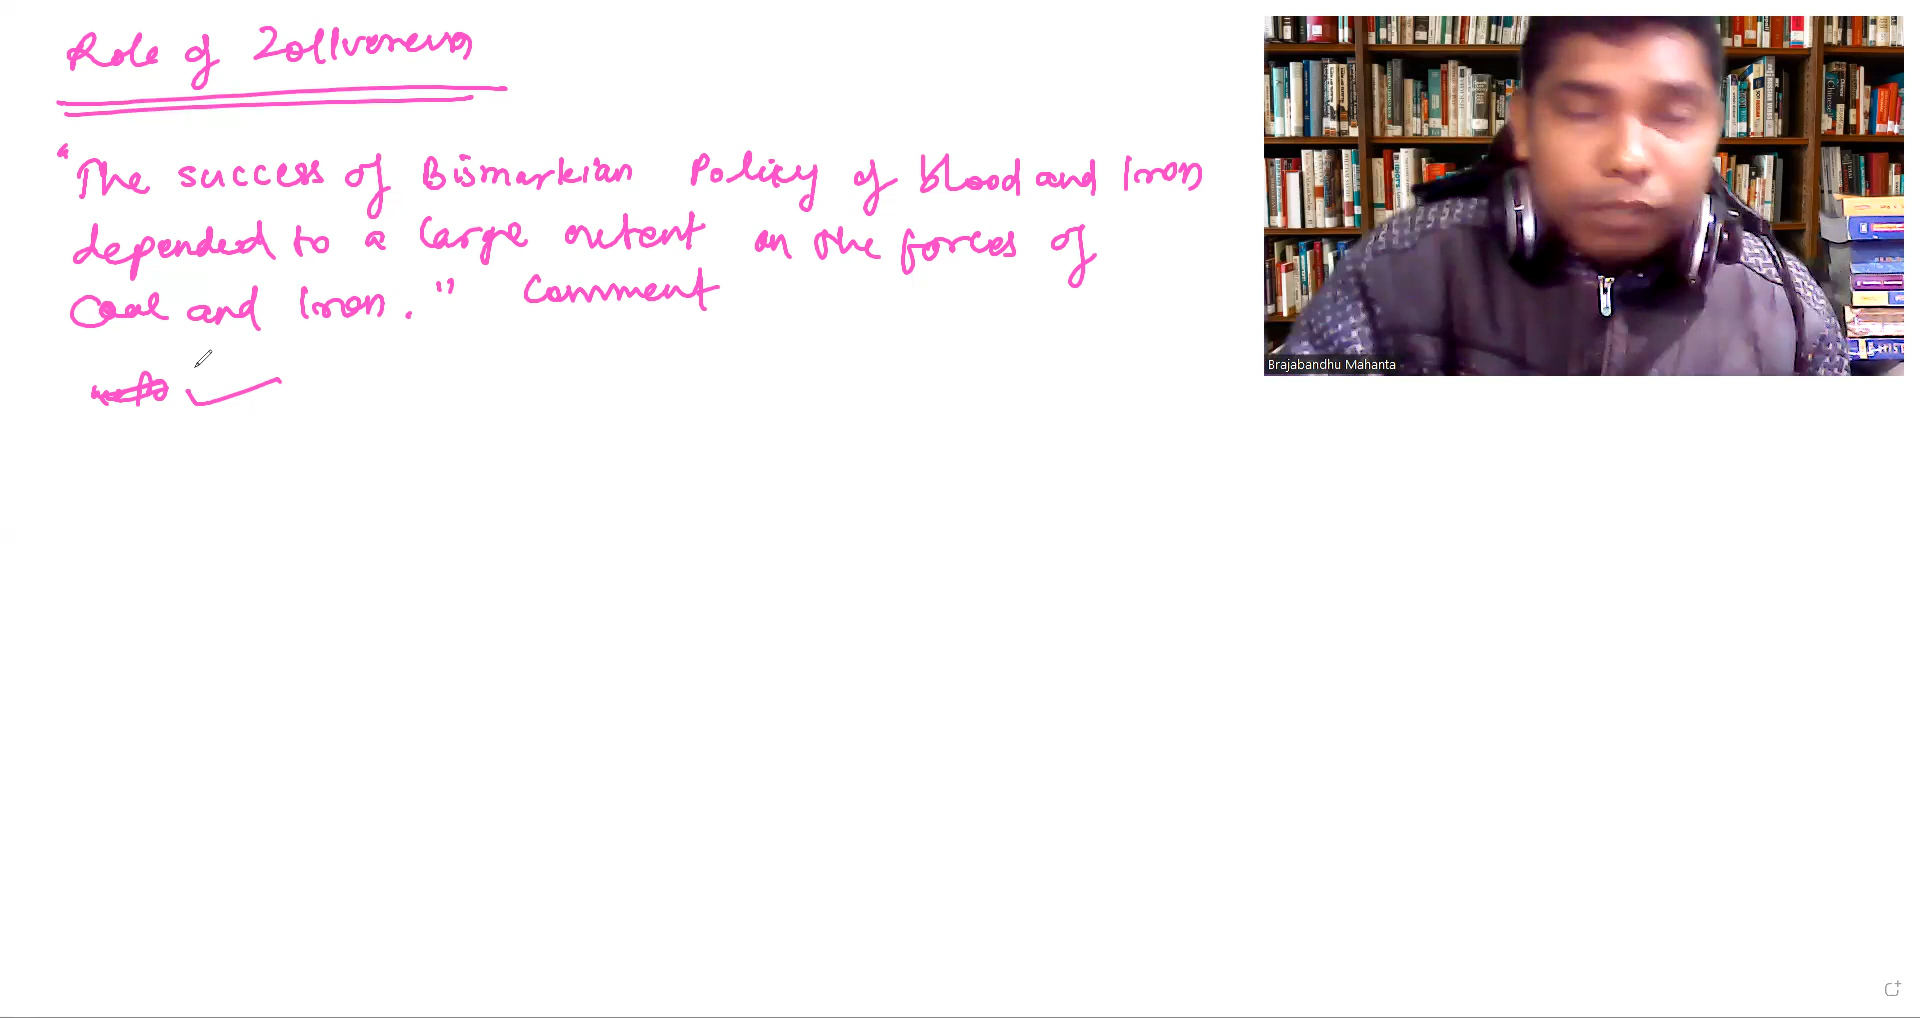 Role of Zollverein
"The success of Bismarkian Policy of blood and Iron
depended to a large extent on the forces of
Coal and Iron." Comment
Brajabandhu Mahanta